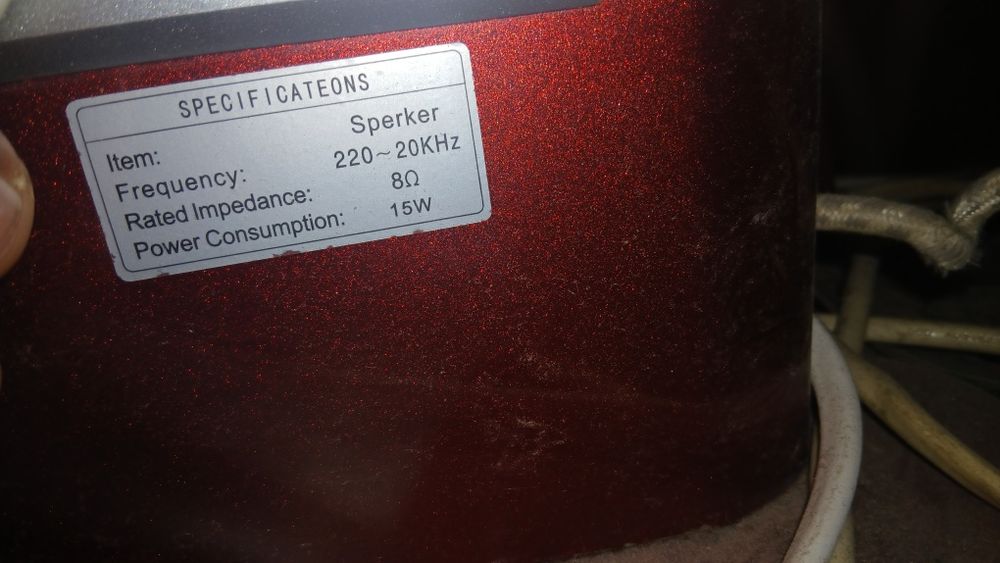 SPECIFICATEONS
Item: Sperker
Frequency: 220~20KHz
Rated Impedance: 8Ω
Power Consumption: 15W